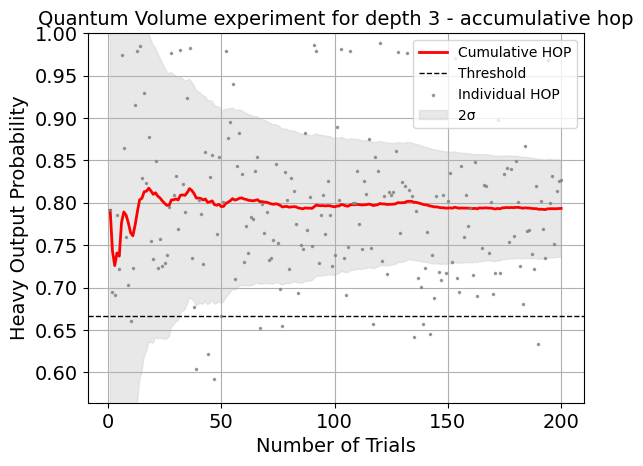 Quantum Volume experiment for depth 3 - accumulative hop
Heavy Output Probability
1.00
0.95
0.90
0.85
0.80
0.75
0.70
0.65
0.60
Cumulative HOP
Threshold
Individual HOP
2σ
0
50
100
150
200
Number of Trials